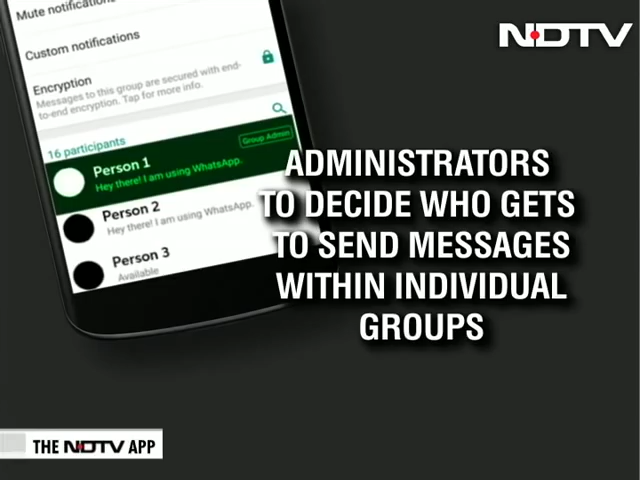 Mute notifications
NDTV
Custom notifications
Encryption
Messages to this group are secured with end-
to-end encryption. Tap for more info.
16 participants
Person 1
Group Admin
Hey there! I am using WhatsApp.
Person 2
Hey there! I am using WhatsApp.
Person 3
Available
ADMINISTRATORS
TO DECIDE WHO GETS
TO SEND MESSAGES
WITHIN INDIVIDUAL
GROUPS
THE NDTV APP